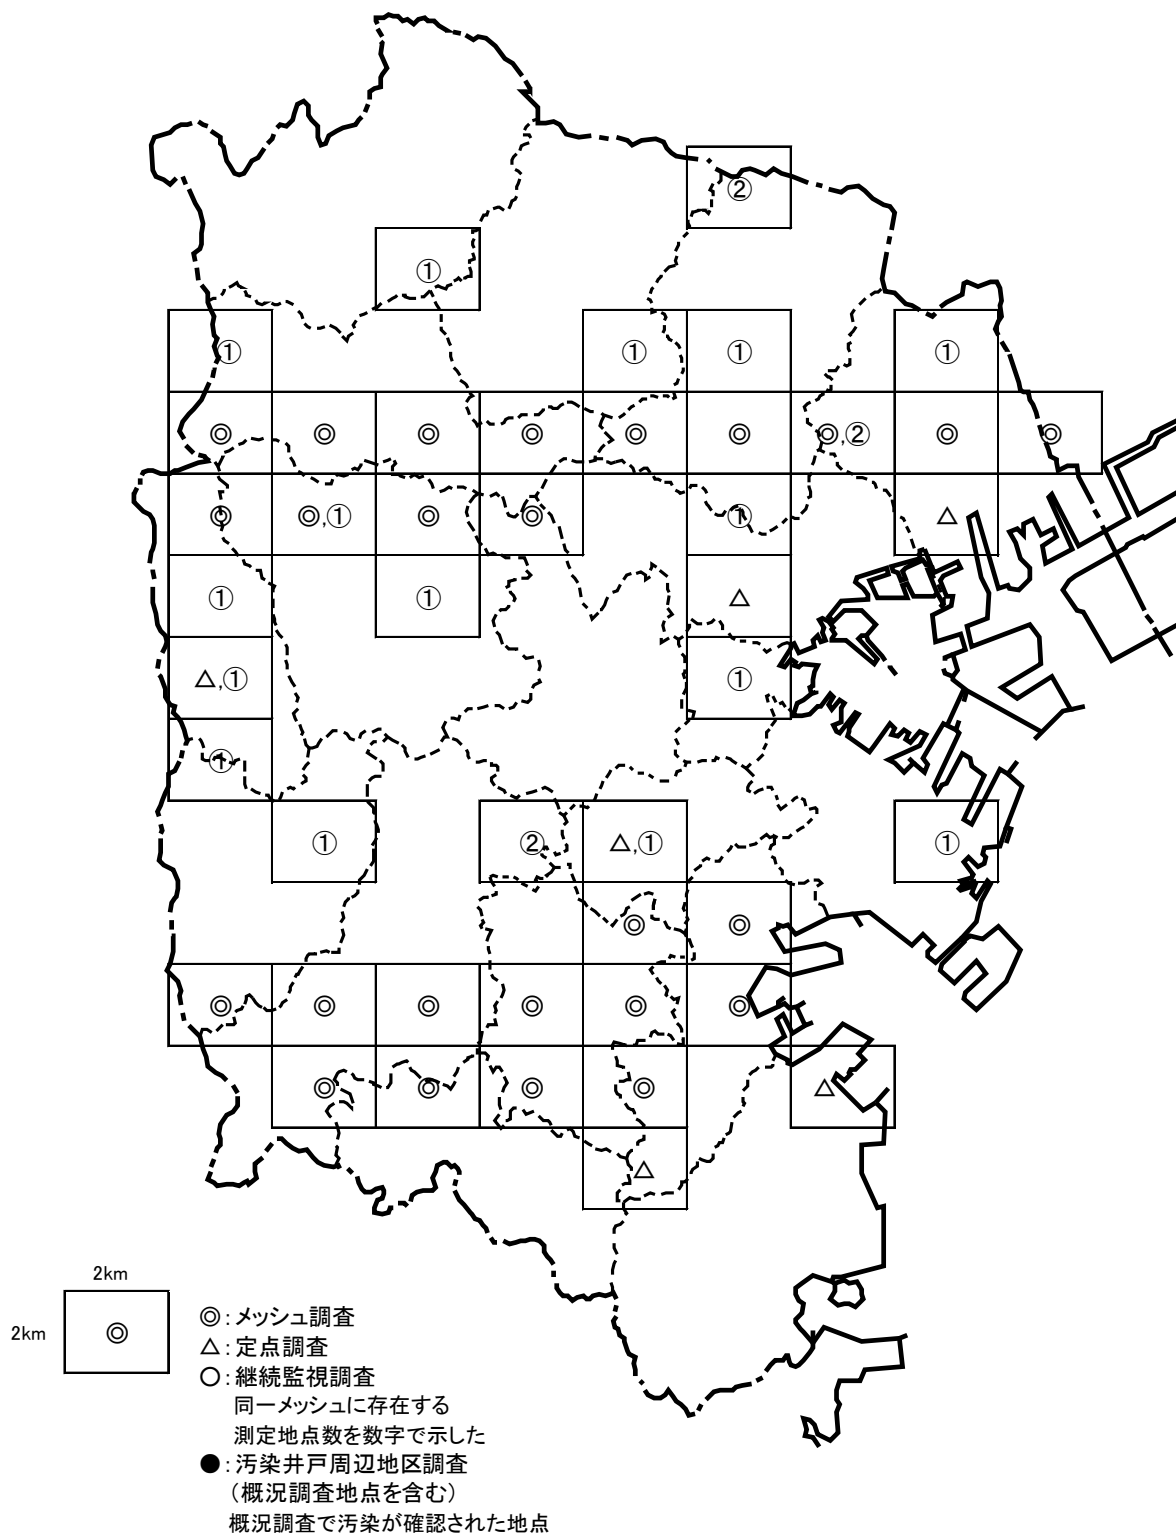 ②
①
① ① ① ①
◎ ◎ ◎ ◎ ◎ ◎ ◎,② ◎ ◎
◎ ◎,① ◎ ◎ ① △
① ① △
△,① ①
①
① ② △,① ①
◎ ◎
◎ ◎ ◎ ◎ ◎ ◎
◎ ◎ ◎ ◎ △
△
2km
2km ◎
◎:メッシュ調査
△:定点調査
○:継続監視調査
同一メッシュに存在する
測定地点数を数字で示した
●:汚染井戸周辺地区調査
(概況調査地点を含む)
概況調査で汚染が確認された地点